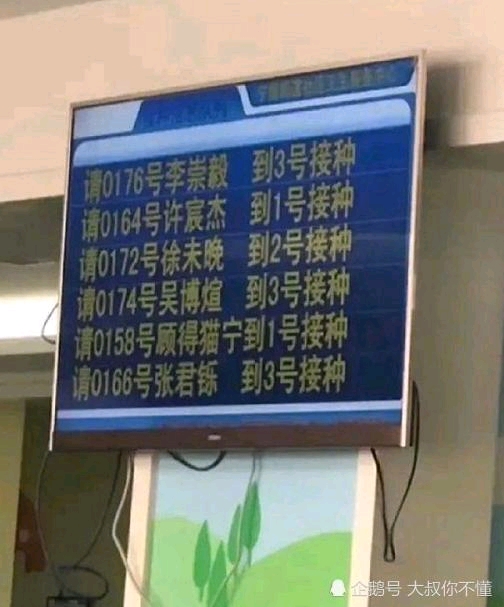 请0176号李崇毅 到3号接种
请0164号许宸杰 到1号接种
请0172号徐未晚 到2号接种
请0174号吴博煊 到3号接种
请0158号顾得猫宁到1号接种
请0166号张君铄 到3号接种
企鹅号 大叔你不懂